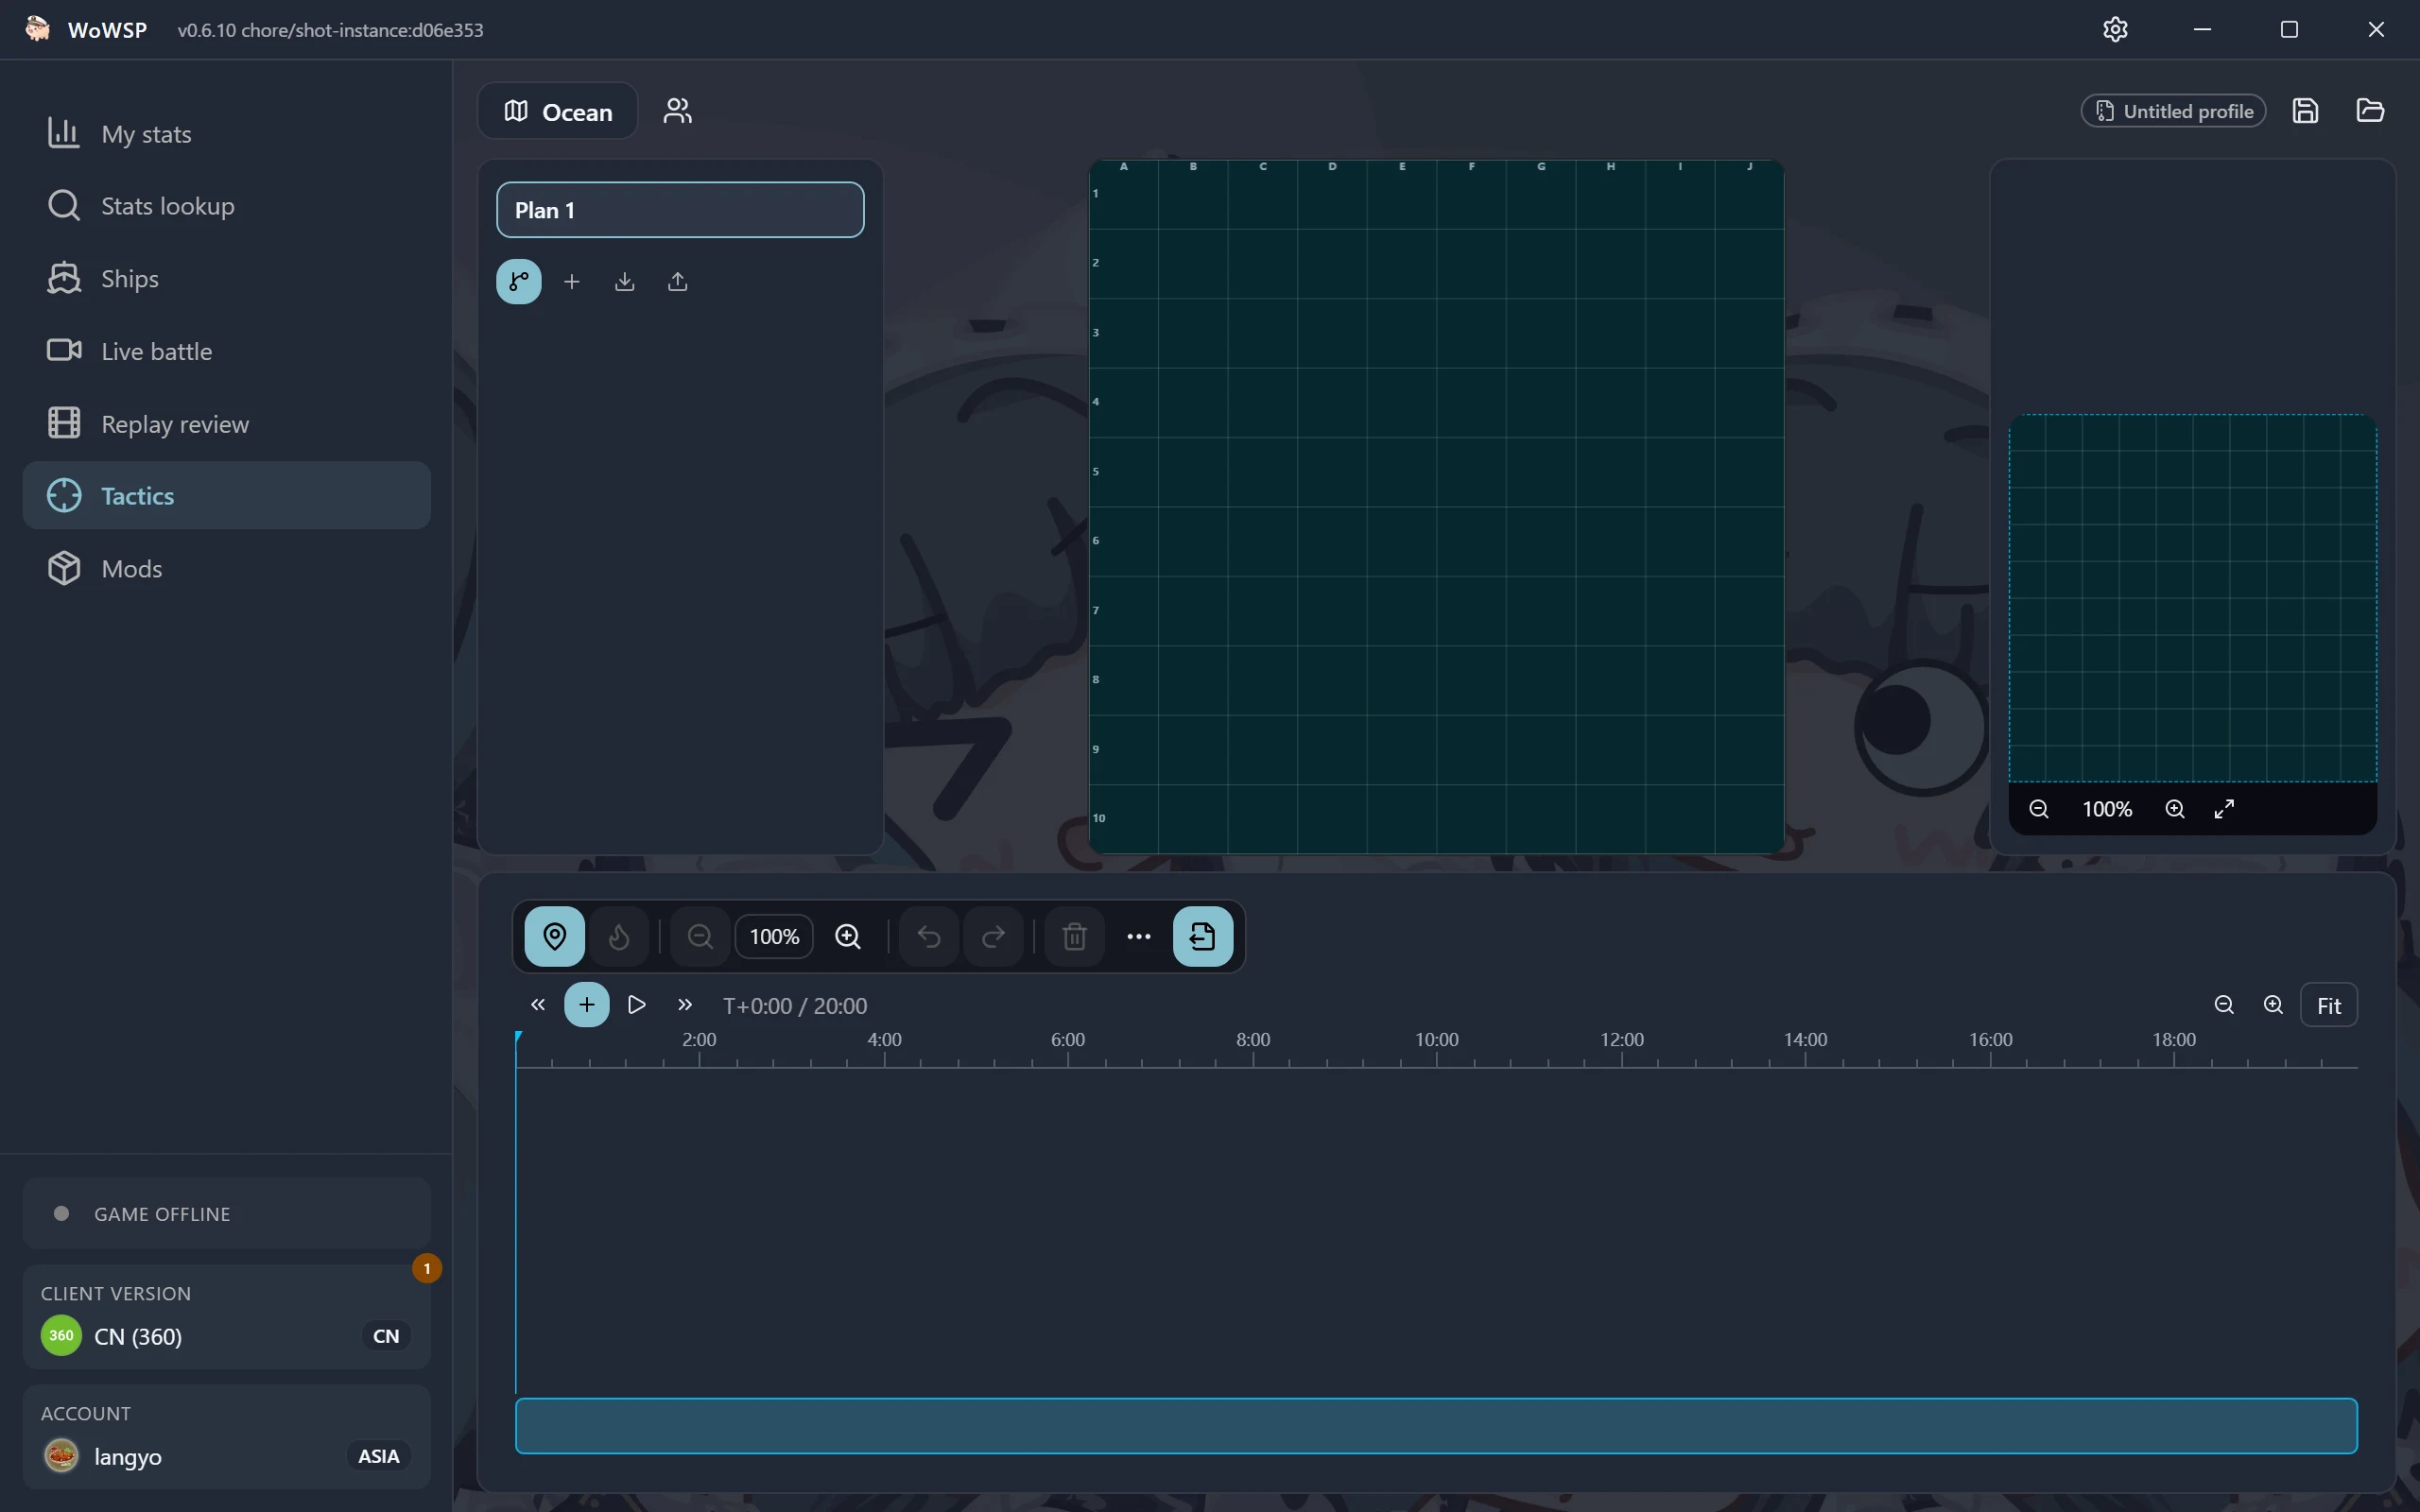 WoWSP v0.6.10 chore/shot-instance:d06e353
My stats
Stats lookup
Ships
Live battle
Replay review
Tactics
Mods
GAME OFFLINE
1
CLIENT VERSION
360 CN (360) CN
ACCOUNT
langyo ASIA
Ocean
Untitled profile
Plan 1
A B C D E F G H I J
1
2
3
4
5
6
7
8
9
10
100%
100%
T+0:00 / 20:00
Fit
2:00 4:00 6:00 8:00 10:00 12:00 14:00 16:00 18:00